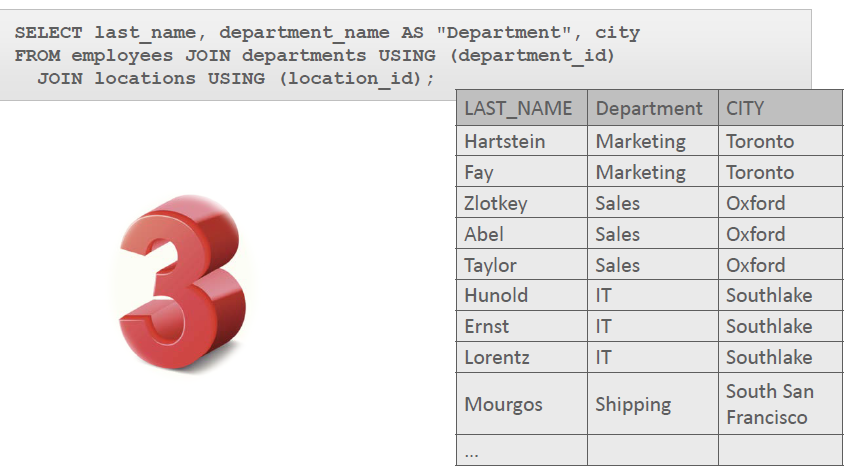 SELECT last_name, department_name AS "Department", city
FROM employees JOIN departments USING (department_id)
JOIN locations USING (location_id);
LAST_NAME Department CITY
Hartstein Marketing Toronto
Fay Marketing Toronto
Zlotkey Sales Oxford
Abel Sales Oxford
Taylor Sales Oxford
Hunold IT Southlake
Ernst IT Southlake
Lorentz IT Southlake
Mourgos Shipping South San
Francisco
...
3